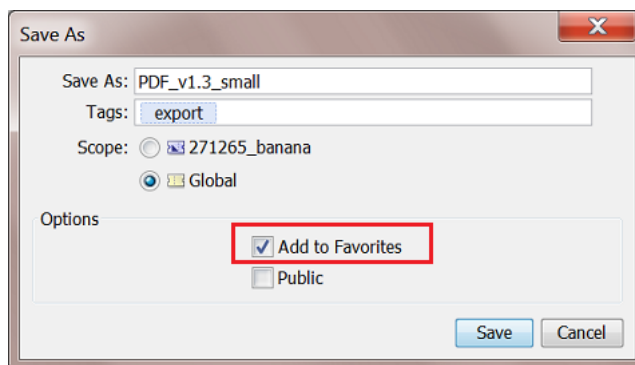 Save As
Save As: PDF_v1.3_small
Tags: export
Scope: 271265_banana
Global
Options
Add to Favorites
Public
Save Cancel